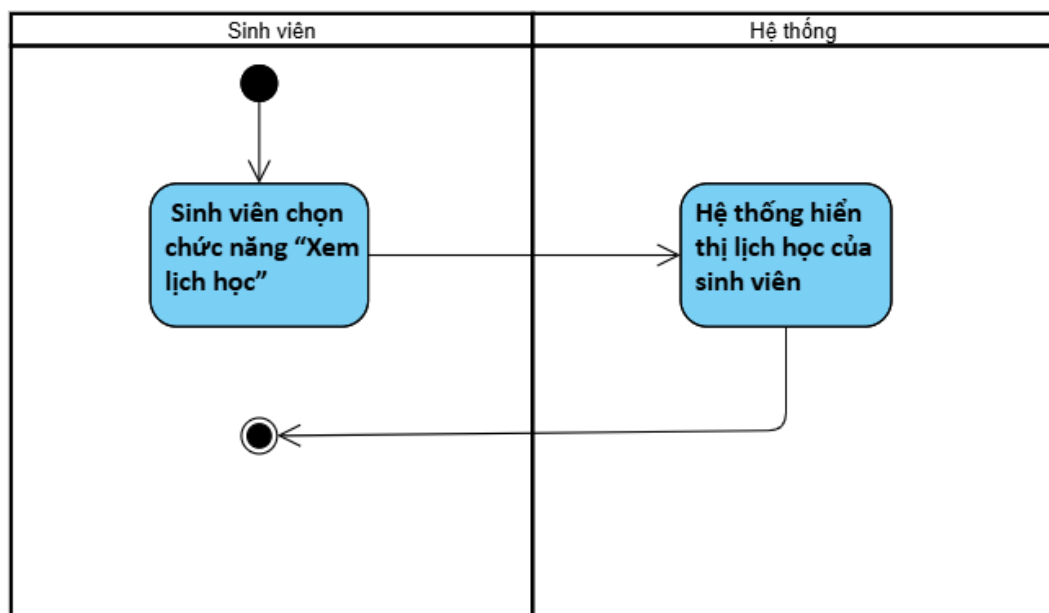 Sinh viên
Hệ thống
Sinh viên chọn
chức năng “Xem
lịch học”
Hệ thống hiển
thị lịch học của
sinh viên